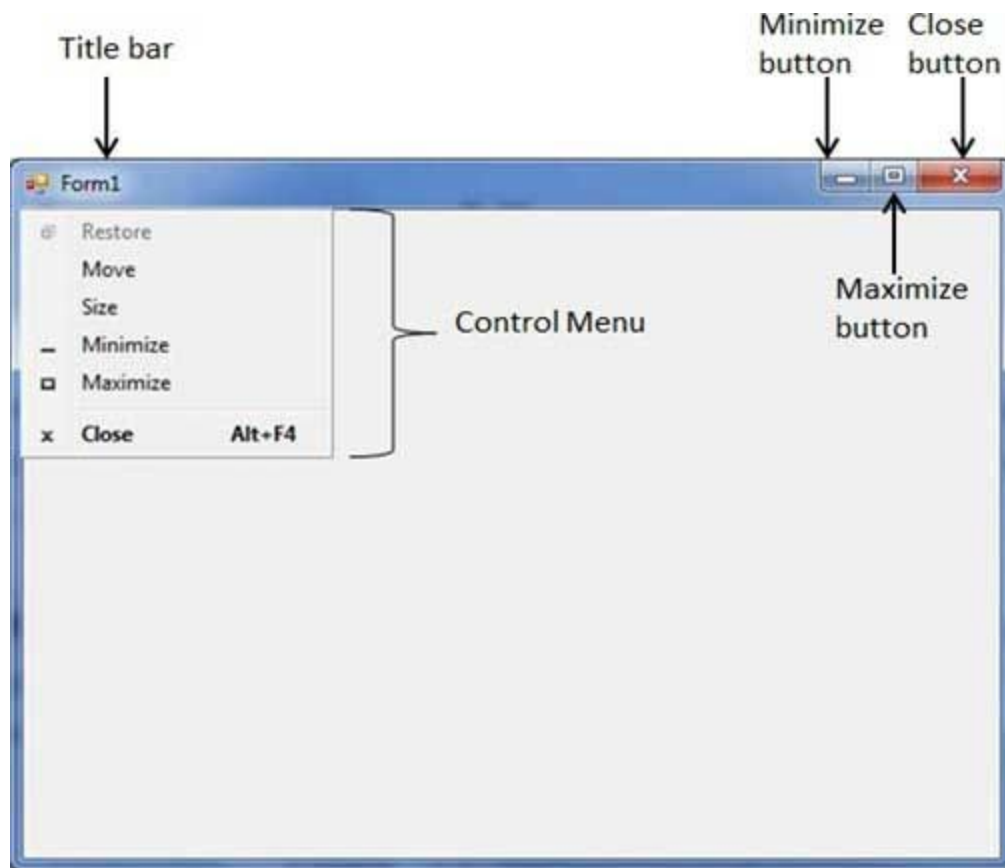 Title bar
Minimize button
Close button
Form1
Restore
Move
Size
Minimize
Maximize
Close Alt+F4
Control Menu
Maximize button